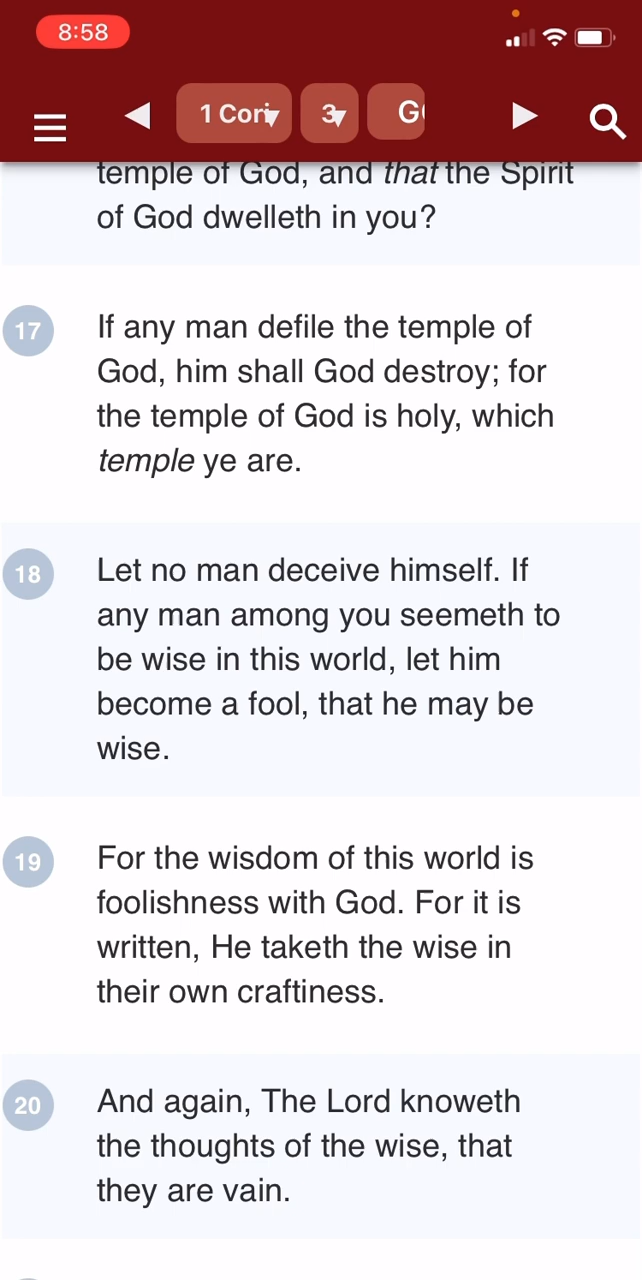 8:58
1 Cori
3
G
temple of God, and that the Spirit
of God dwelleth in you?
17 If any man defile the temple of
God, him shall God destroy; for
the temple of God is holy, which
temple ye are.
18 Let no man deceive himself. If
any man among you seemeth to
be wise in this world, let him
become a fool, that he may be
wise.
19 For the wisdom of this world is
foolishness with God. For it is
written, He taketh the wise in
their own craftiness.
20 And again, The Lord knoweth
the thoughts of the wise, that
they are vain.